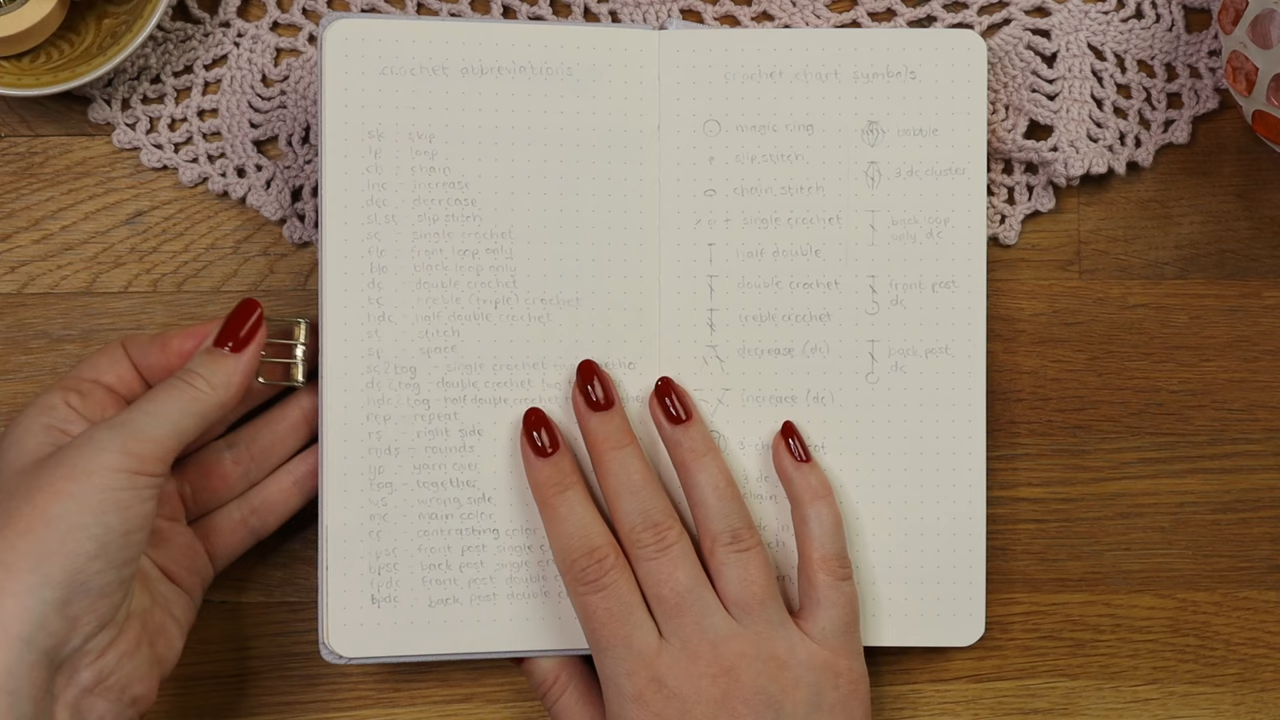 crochet abbreviations
sk - skip
lp - loop
ch - chain
inc - increase
dec - decrease
sl st - slip stitch
sc - single crochet
flo - front loop only
blo - black loop only
dc - double crochet
tc - treble (triple) crochet
hdc - half double crochet
st - stitch
sp - space
sc2tog - single crochet
dc2tog - double crochet two
hdc2tog - half double crochet
rep - repeat
rs - right side
rnds - rounds
yo - yarn over
tog - together
ws - wrong side
mc - main color
cc - contrasting color
fpsc - front post single
bpsc - back post single
fpdc - front post double
bpdc - back post double
crochet chart symbols
magic ring
slip stitch
chain stitch
single crochet
half double
double crochet
treble crochet
decrease (dc)
increase (dc)
3 dc
chain
bobble
3 dc cluster
back loop
only dc
front post
dc
back post
dc